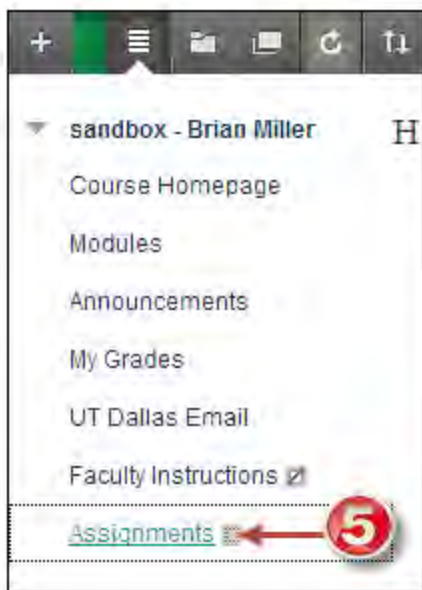 sandbox - Brian Miller
H
Course Homepage
Modules
Announcements
My Grades
UT Dallas Email
Faculty Instructions
Assignments
5